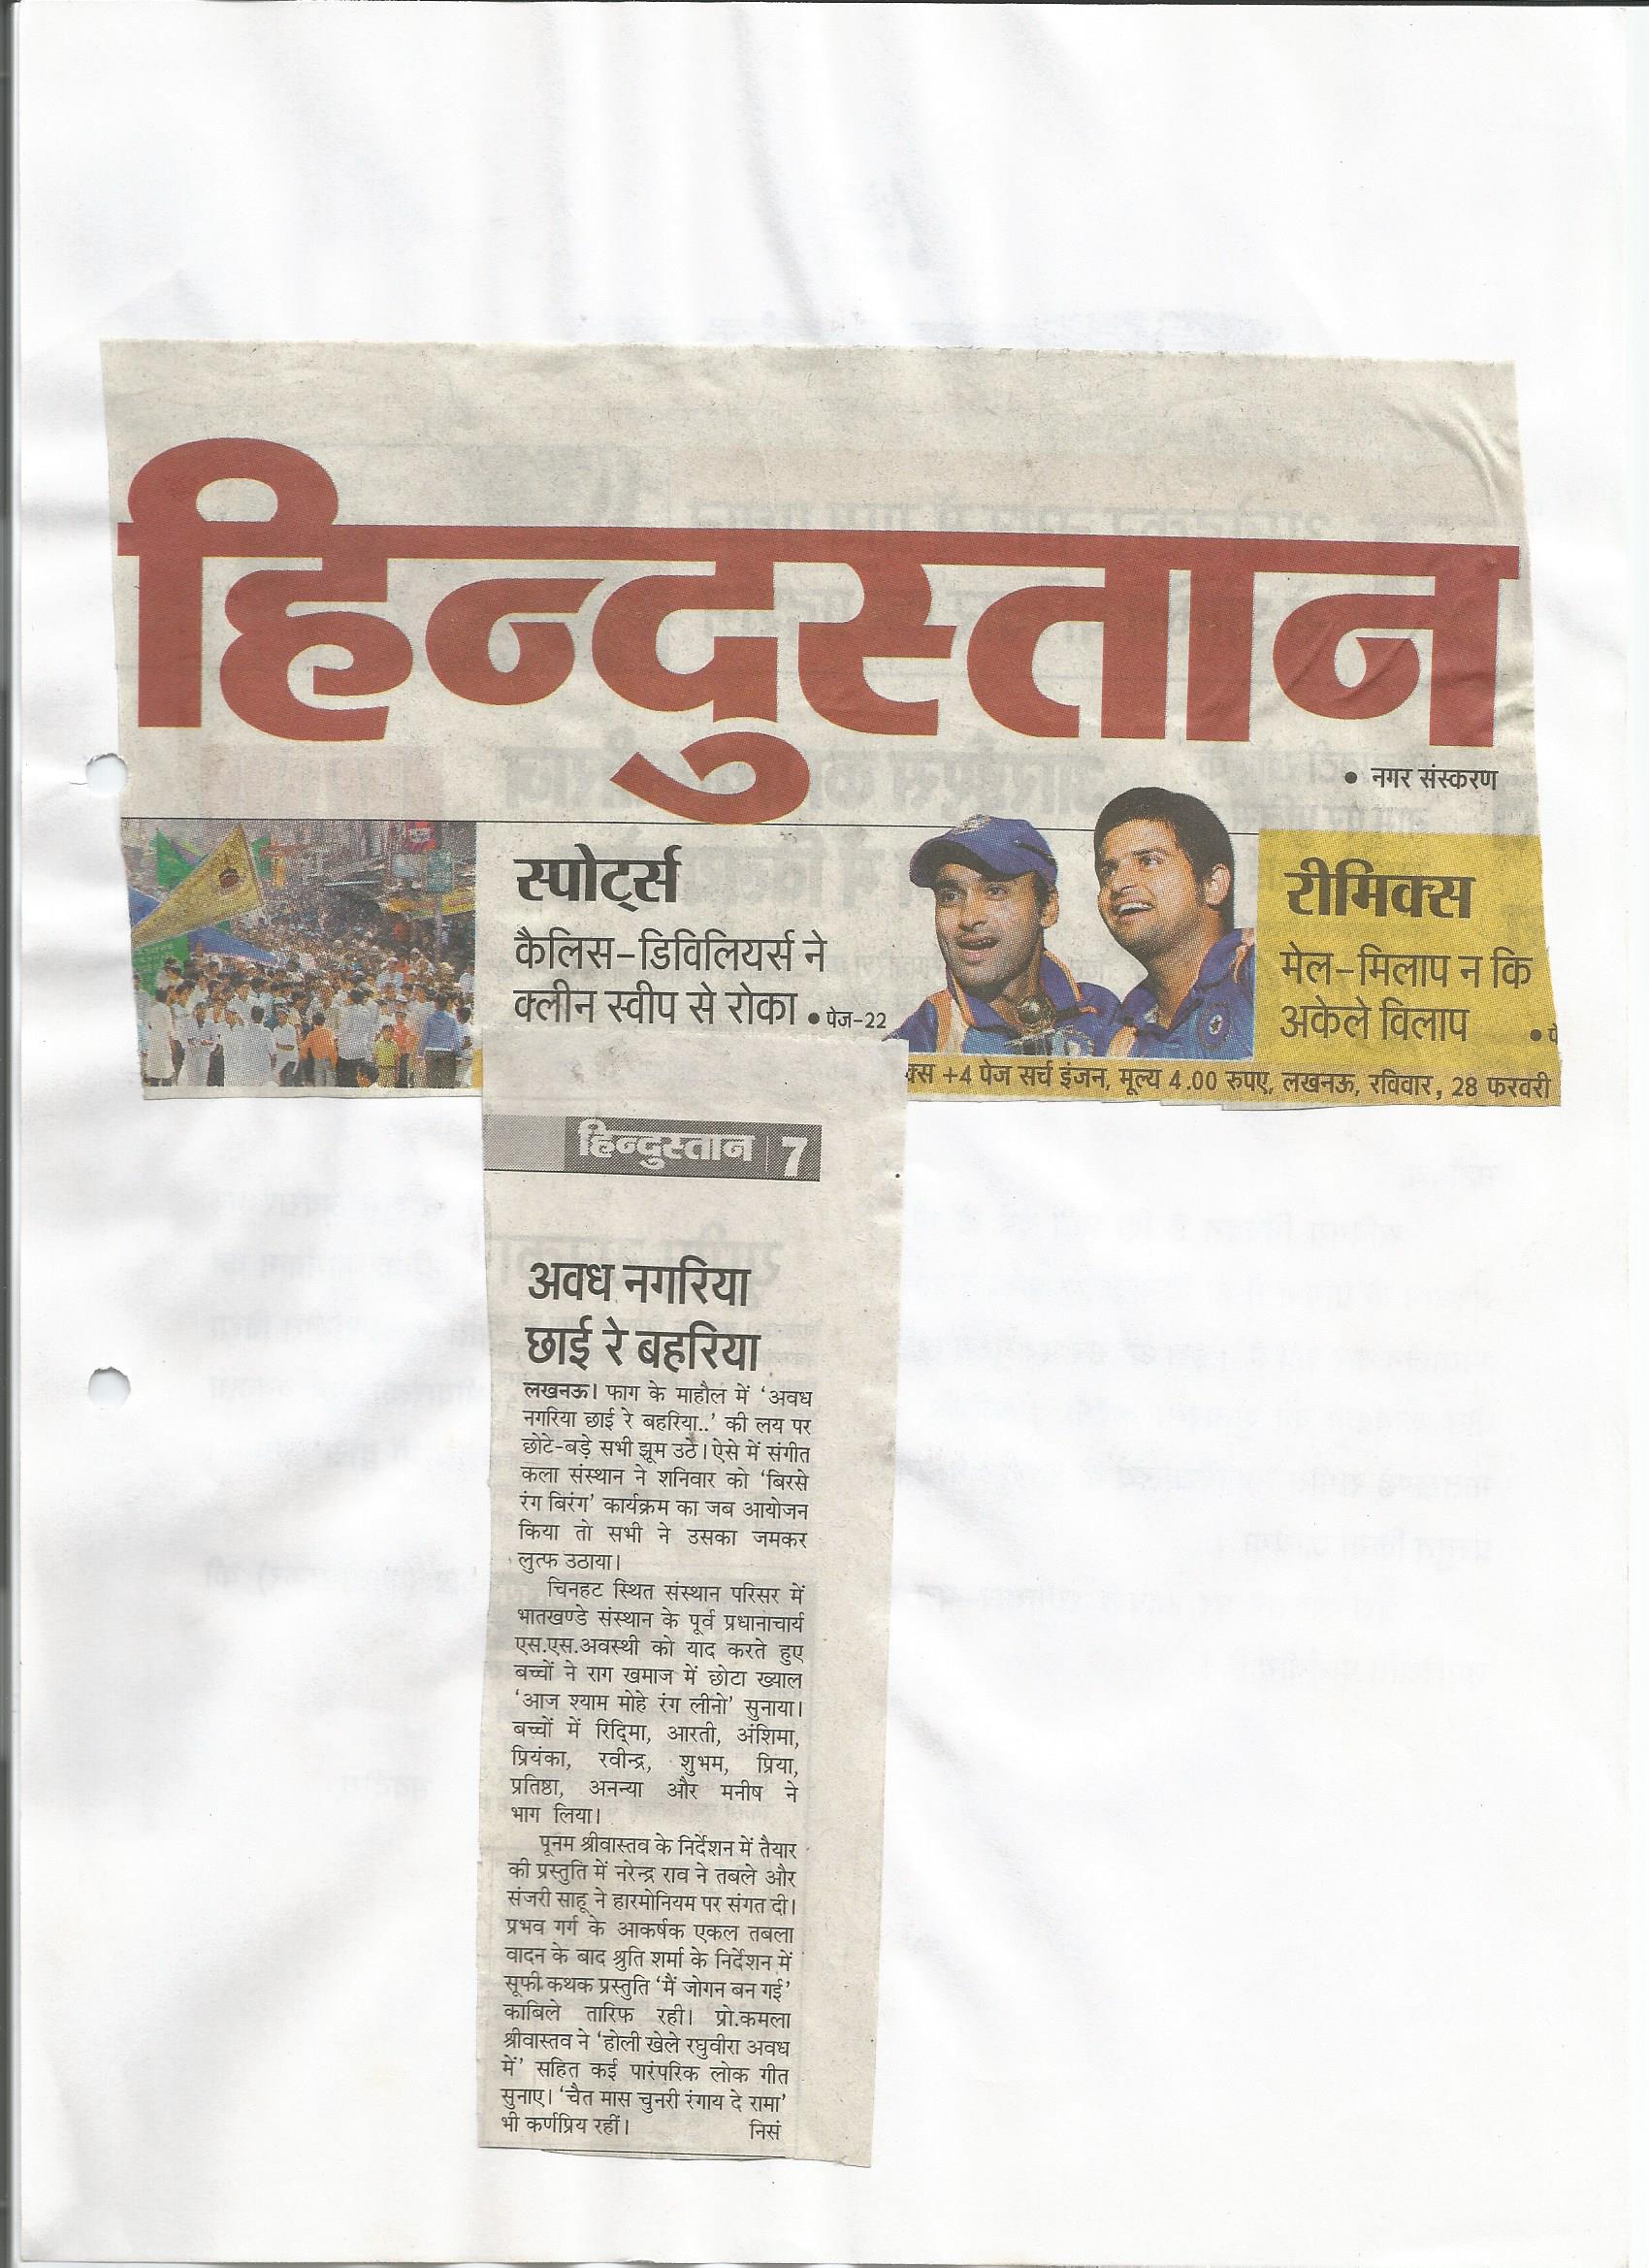 हिन्दुस्तान
• नगर संस्करण
स्पोर्ट्स
कैलिस-डिविलियर्स ने
क्लीन स्वीप से रोका • पेज-22
रीमिक्स
मेल-मिलाप न कि
अकेले विलाप
+4 पेज सर्च इंजन, मूल्य 4.00 रुपए, लखनऊ, रविवार, 28 फरवरी
हिन्दुस्तान 7
अवध नगरिया
छाई रे बहरिया
लखनऊ। फाग के माहौल में ‘अवध
नगरिया छाई रे बहरिया..’ की लय पर
छोटे-बड़े सभी झूम उठे। ऐसे में संगीत
कला संस्थान ने शनिवार को ‘बिरसे
रंग बिरंग’ कार्यक्रम का जब आयोजन
किया तो सभी ने उसका जमकर
लुत्फ उठाया।
चिनहट स्थित संस्थान परिसर में
भातखण्डे संस्थान के पूर्व प्रधानाचार्य
एस.एस.अवस्थी को याद करते हुए
बच्चों ने राग खमाज में छोटा ख्याल
‘आज श्याम मोहे रंग लीनो’ सुनाया।
बच्चों में रिदि्मा, आरती, अंशिमा,
प्रियंका, रवीन्द्र, शुभम, प्रिया,
प्रतिष्ठा, अनन्या और मनीष ने
भाग लिया।
पूनम श्रीवास्तव के निर्देशन में तैयार
की प्रस्तुति में नरेन्द्र राव ने तबले और
संजरी साहू ने हारमोनियम पर संगत दी।
प्रभव गर्ग के आकर्षक एकल तबला
वादन के बाद श्रुति शर्मा के निर्देशन में
सूफी कथक प्रस्तुति ‘मैं जोगन बन गई’
काबिले तारिफ रही। प्रो.कमला
श्रीवास्तव ने ‘होली खेले रघुवीरा अवध
में’ सहित कई पारंपरिक लोक गीत
सुनाए। ‘चैत मास चुनरी रंगाय दे रामा’
भी कर्णप्रिय रहीं। निसं